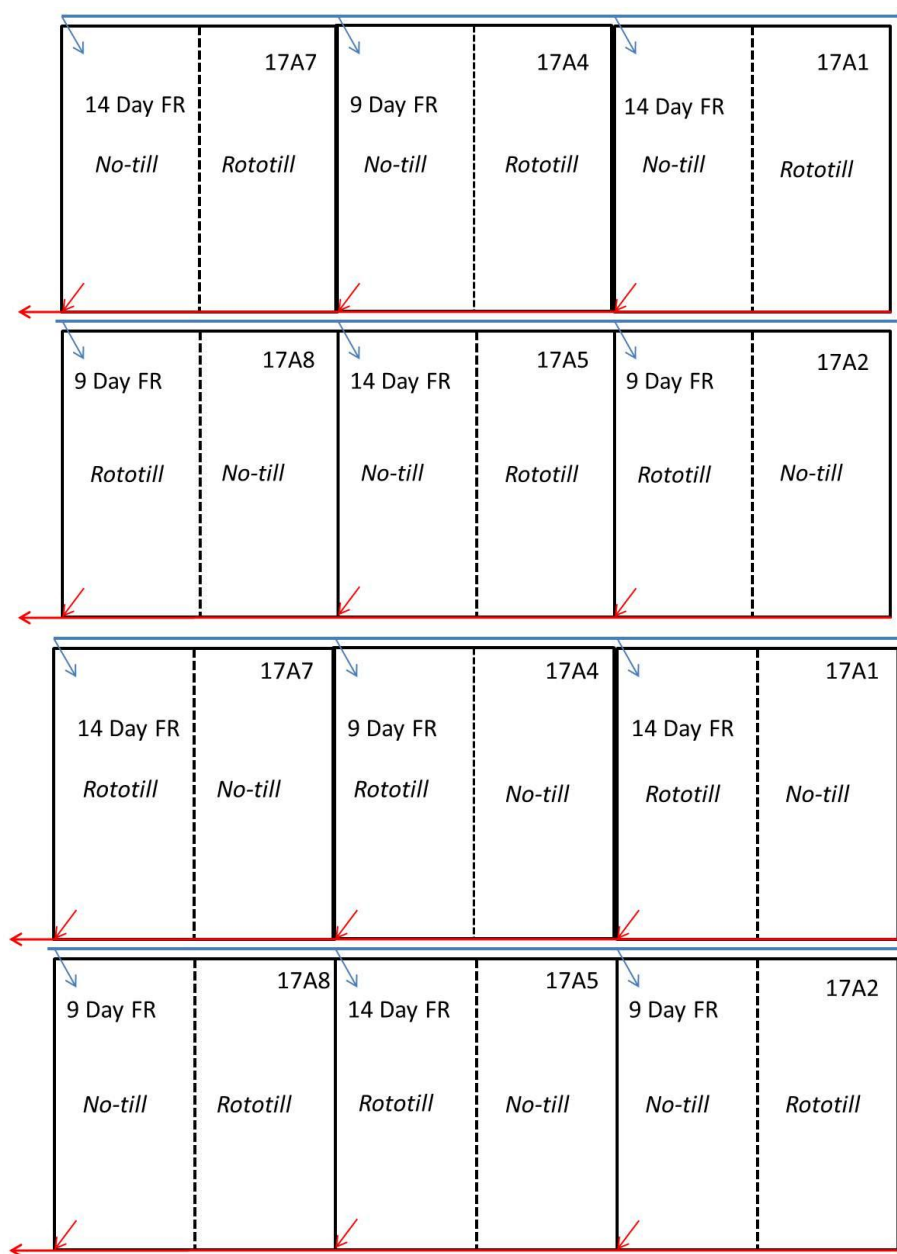 17A7 17A4 17A1
14 Day FR 9 Day FR 14 Day FR
No-till Rototill No-till Rototill No-till Rototill
17A8 17A5 17A2
9 Day FR 14 Day FR 9 Day FR
Rototill No-till No-till Rototill Rototill No-till
17A7 17A4 17A1
14 Day FR 9 Day FR 14 Day FR
Rototill No-till Rototill No-till Rototill No-till
17A8 17A5 17A2
9 Day FR 14 Day FR 9 Day FR
No-till Rototill Rototill No-till No-till Rototill